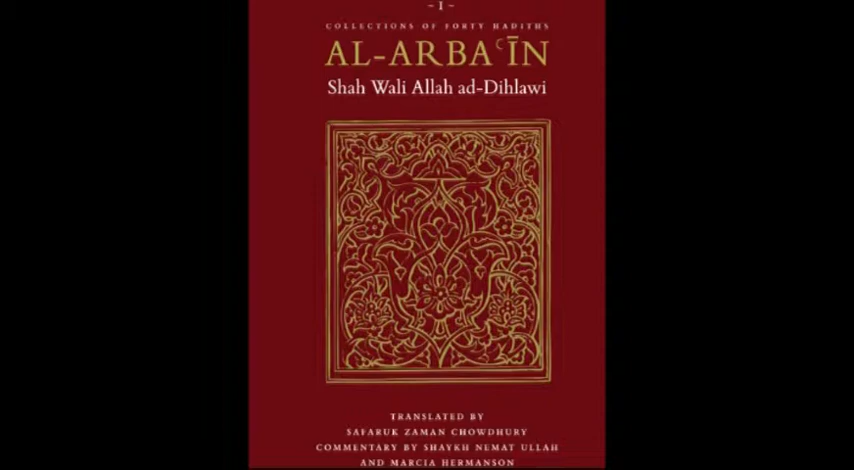 – I –
COLLECTIONS OF FORTY HADITHS
AL-ARBAʿĪN
Shah Wali Allah ad-Dihlawi
TRANSLATED BY
SAFARUK ZAMAN CHOWDHURY
COMMENTARY BY SHAYKH NEMAT ULLAH
AND MARCIA HERMANSON